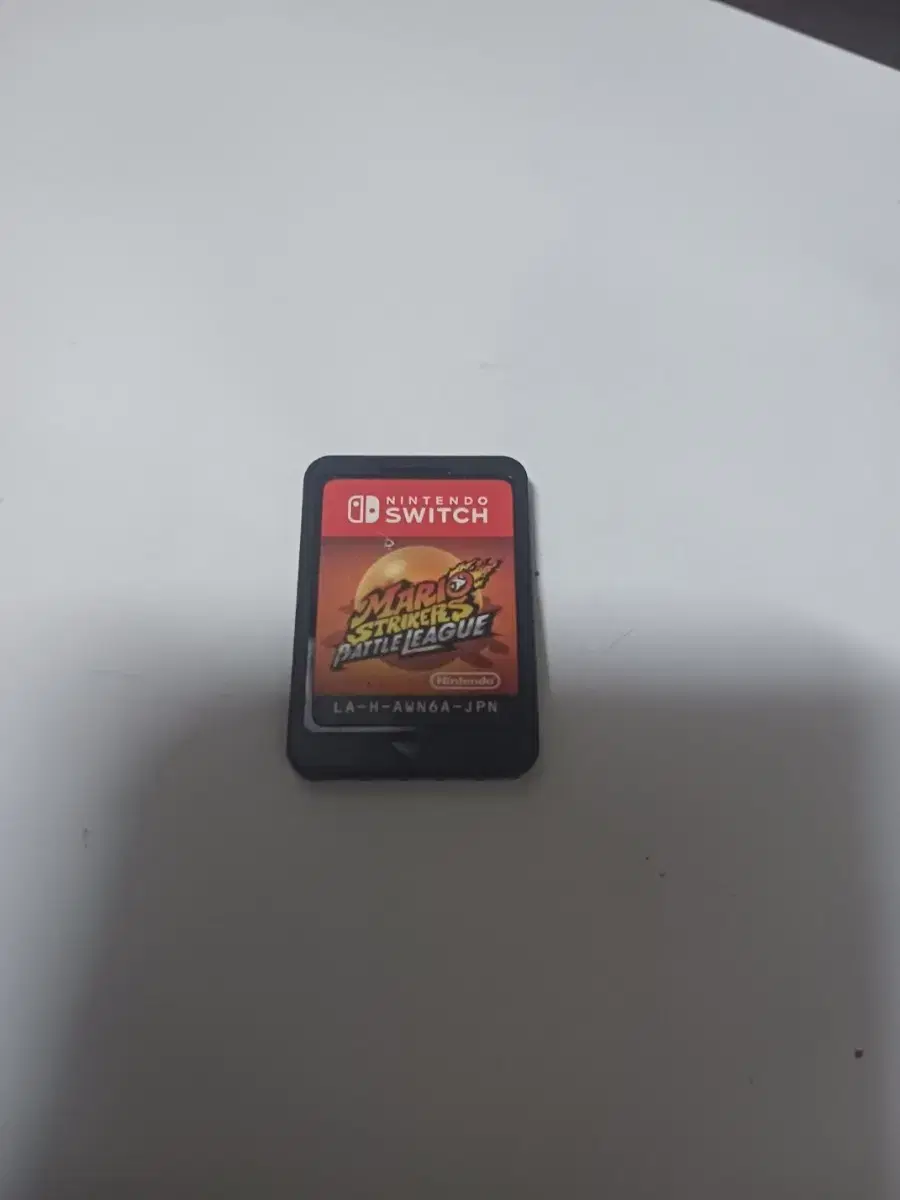 NINTENDO
SWITCH
MARIO
STRIKERS
BATTLE LEAGUE
Nintendo
LA-H-AWN6A-JPN